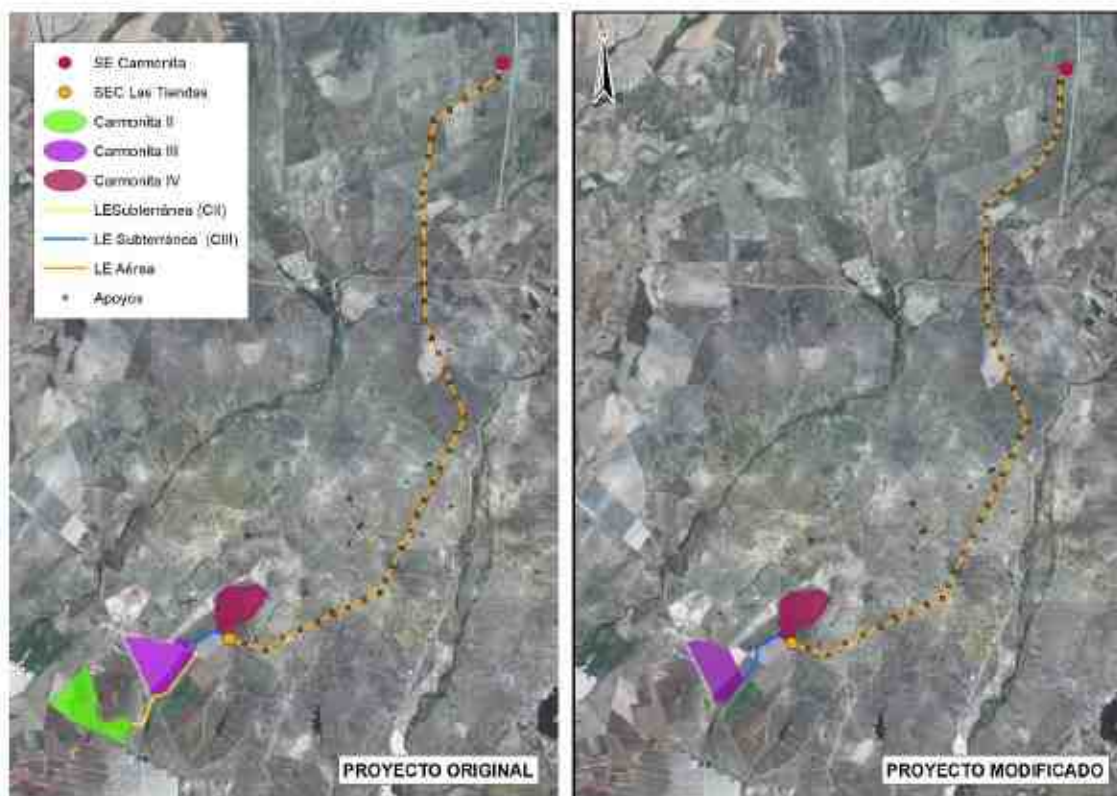 SE Carmonita
SEC Las Tiendas
Carmonita II
Carmonita III
Carmonita IV
LESubterránea (CII)
LE Subterránea (CIII)
LE Aérea
Apoyos
PROYECTO ORIGINAL
PROYECTO MODIFICADO